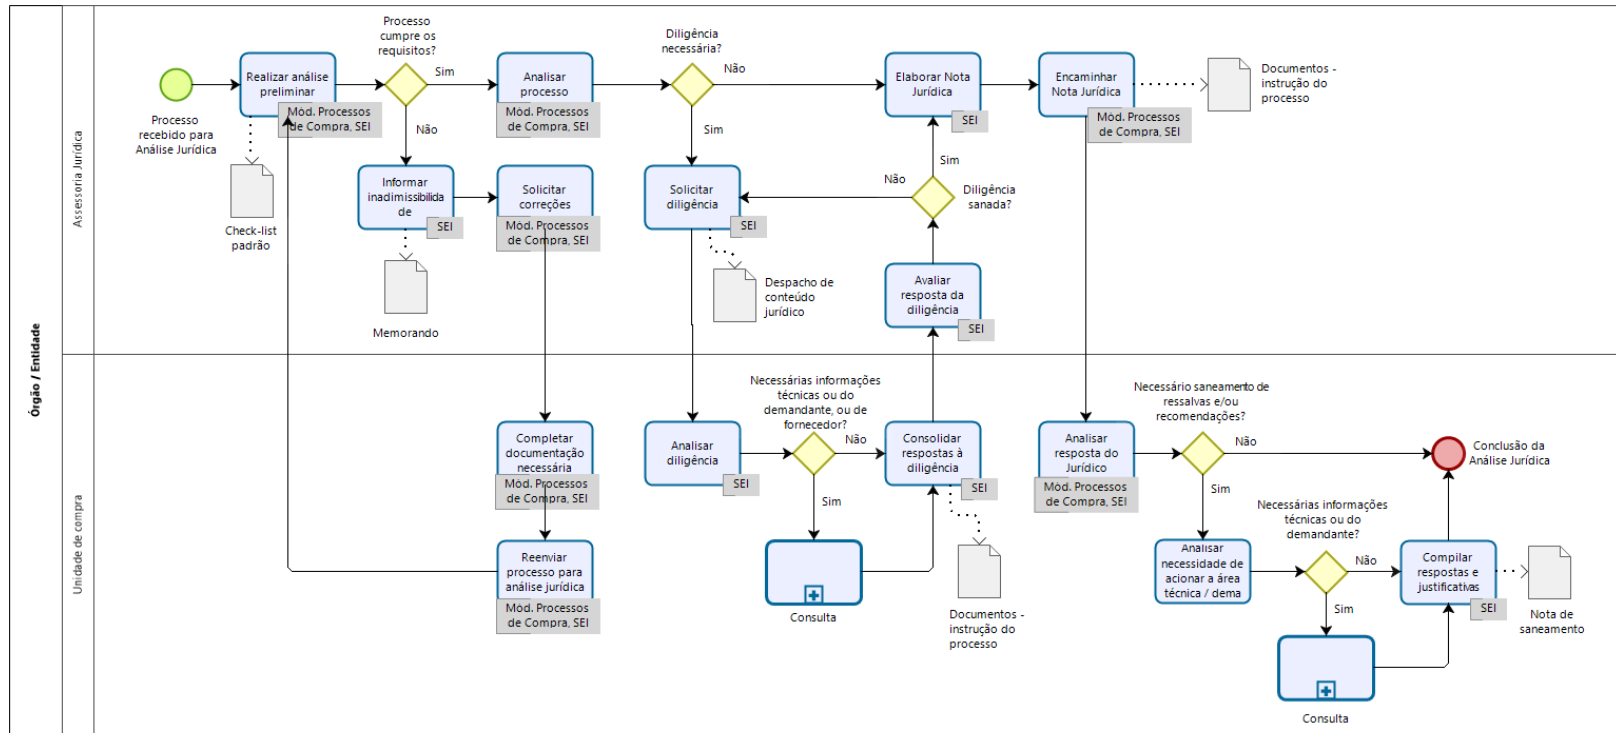 Órgão / Entidade
Assessoria Jurídica
Processo
recebido para
Análise Jurídica
Realizar análise
preliminar
Mód. Processos
de Compra, SEI
Check-list
padrão
Processo
cumpre os
requisitos?
Sim
Não
Informar
inadimissibilida
de
SEI
Memorando
Analisar
processo
Mód. Processos
de Compra, SEI
Solicitar
correções
Mód. Processos
de Compra, SEI
Diligência
necessária?
Não
Sim
Solicitar
diligência
SEI
Despacho de
conteúdo
jurídico
Elaborar Nota
Jurídica
SEI
Sim
Não
Diligência
sanada?
Avaliar
resposta da
diligência
SEI
Encaminhar
Nota Jurídica
Mód. Processos
de Compra, SEI
Documentos -
instrução do
processo
Unidade de compra
Completar
documentação
necessária
Mód. Processos
de Compra, SEI
Reenviar
processo para
análise jurídica
Mód. Processos
de Compra, SEI
Analisar
diligência
SEI
Necessárias informações
técnicas ou do
demandante, ou de
fornecedor?
Não
Sim
Consulta
Consolidar
respostas à
diligência
SEI
Documentos -
instrução do
processo
Analisar
resposta do
Jurídico
Mód. Processos
de Compra, SEI
Necessário saneamento de
ressalvas e/ou
recomendações?
Não
Sim
Analisar
necessidade de
acionar a área
técnica / dema
Necessárias informações
técnicas ou do
demandante?
Não
Sim
Consulta
Compilar
respostas e
justificativas
SEI
Nota de
saneamento
Conclusão da
Análise Jurídica